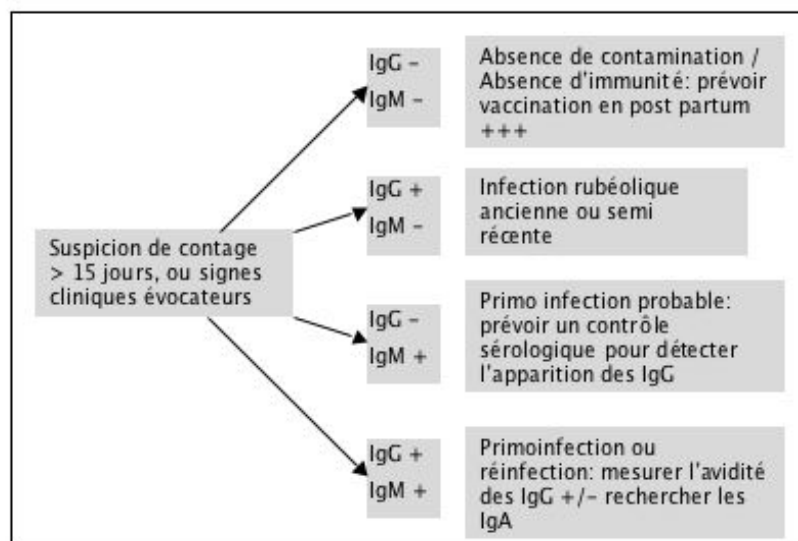 IgG -
IgM -
Absence de contamination /
Absence d'immunité: prévoir
vaccination en post partum
+++
IgG +
IgM -
Infection rubéolique
ancienne ou semi
récente
Suspicion de contage
> 15 jours, ou signes
cliniques évocateurs
IgG -
IgM +
Primo infection probable:
prévoir un contrôle
sérologique pour détecter
l'apparition des IgG
IgG +
IgM +
Primoinfection ou
réinfection: mesurer l'avidité
des IgG +/- rechercher les
IgA